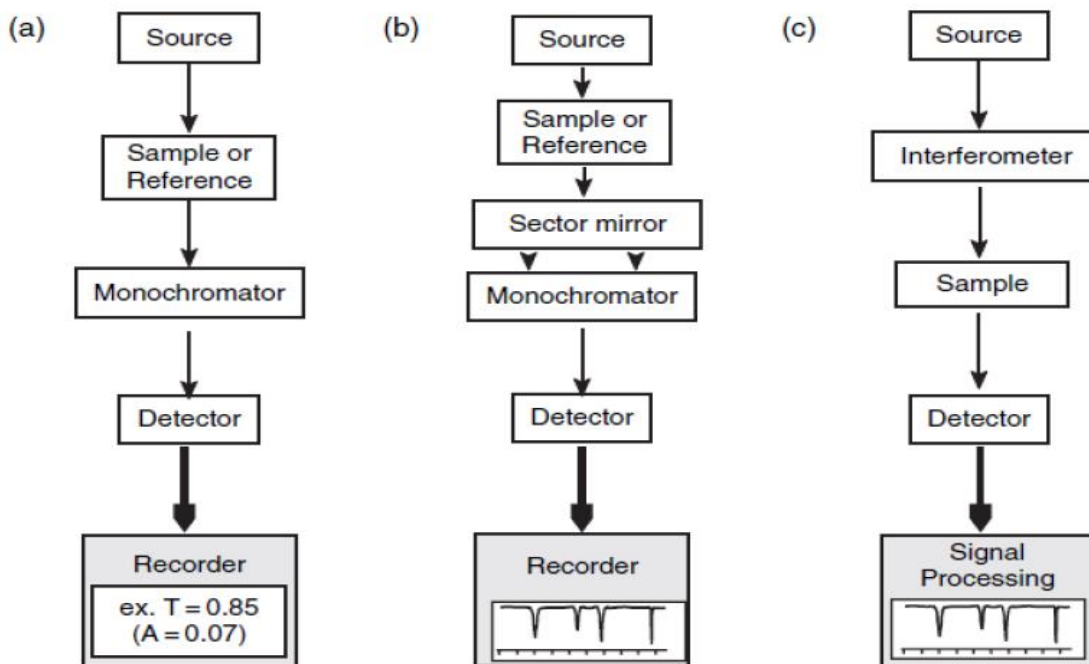 (a)
Source
Sample or
Reference
Monochromator
Detector
Recorder
ex. T = 0.85
(A = 0.07)
(b)
Source
Sample or
Reference
Sector mirror
Monochromator
Detector
Recorder
(c)
Source
Interferometer
Sample
Detector
Signal
Processing